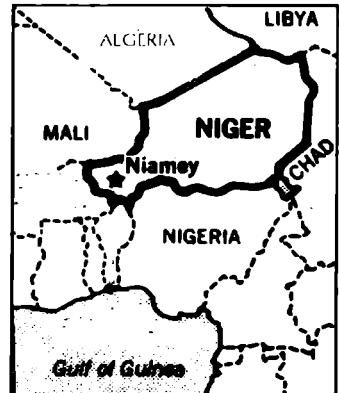 LIBYA
ALGERIA
MALI
NIGER
Niamey
CHAD
NIGERIA
Gulf of Guinea